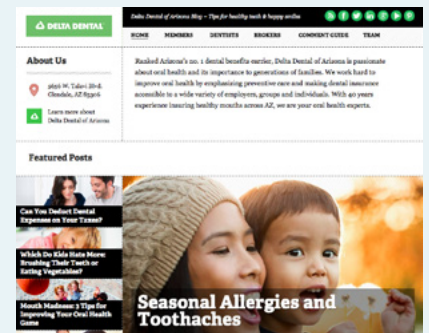 DELTA DENTAL
Delta Dental of Arizona Blog – Tips for healthy teeth & happy smiles
HOME MEMBERS DENTISTS BROKERS COMMENT GUIDE TEAM
About Us
5656 W. Talavi Blvd.
Glendale, AZ 85306
Learn more about
Delta Dental of Arizona
Ranked Arizona's no. 1 dental benefits carrier, Delta Dental of Arizona is passionate
about oral health and its importance to generations of families. We work hard to
improve oral health by emphasizing preventive care and making dental insurance
accessible to a wide variety of employers, groups and individuals. With 40 years
experience insuring healthy mouths across AZ, we are your oral health experts.
Featured Posts
Can You Deduct Dental
Expenses on Your Taxes?
Which Do Kids Hate More:
Brushing Their Teeth or
Eating Vegetables?
Mouth Madness: 3 Tips for
Improving Your Oral Health
Game
Seasonal Allergies and
Toothaches